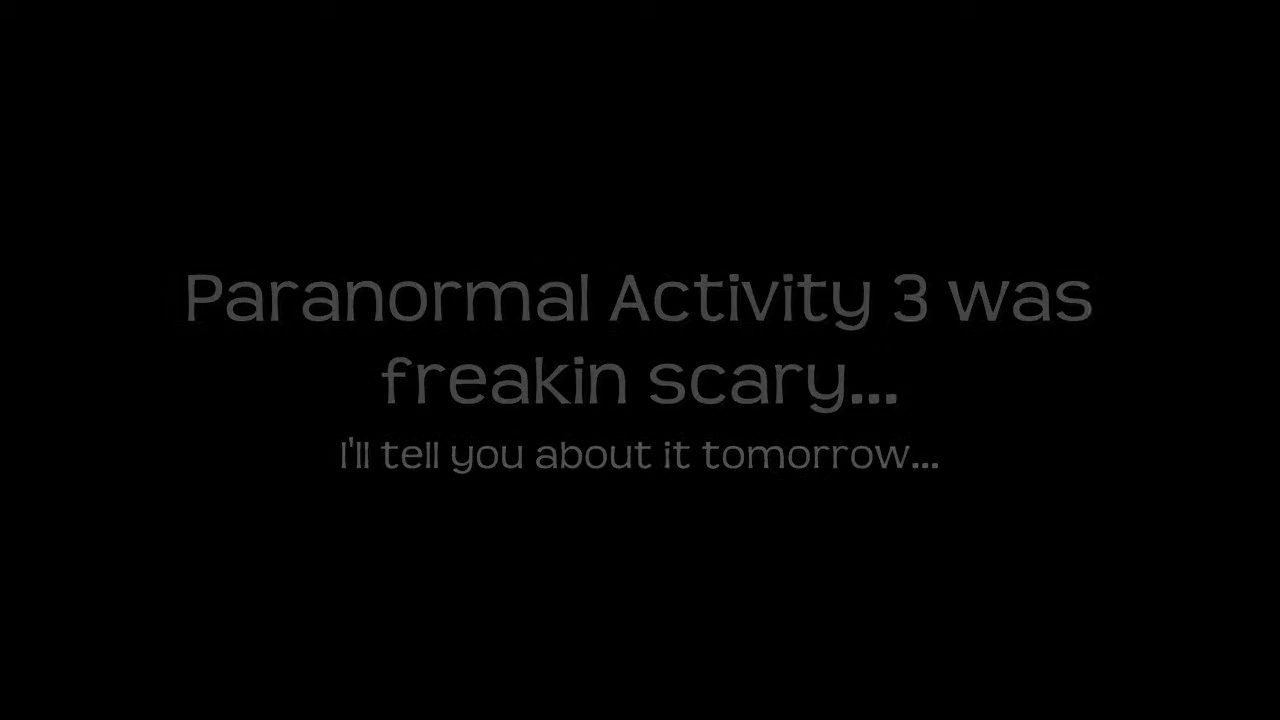 Paranormal Activity 3 was
freakin scary...
I'll tell you about it tomorrow...